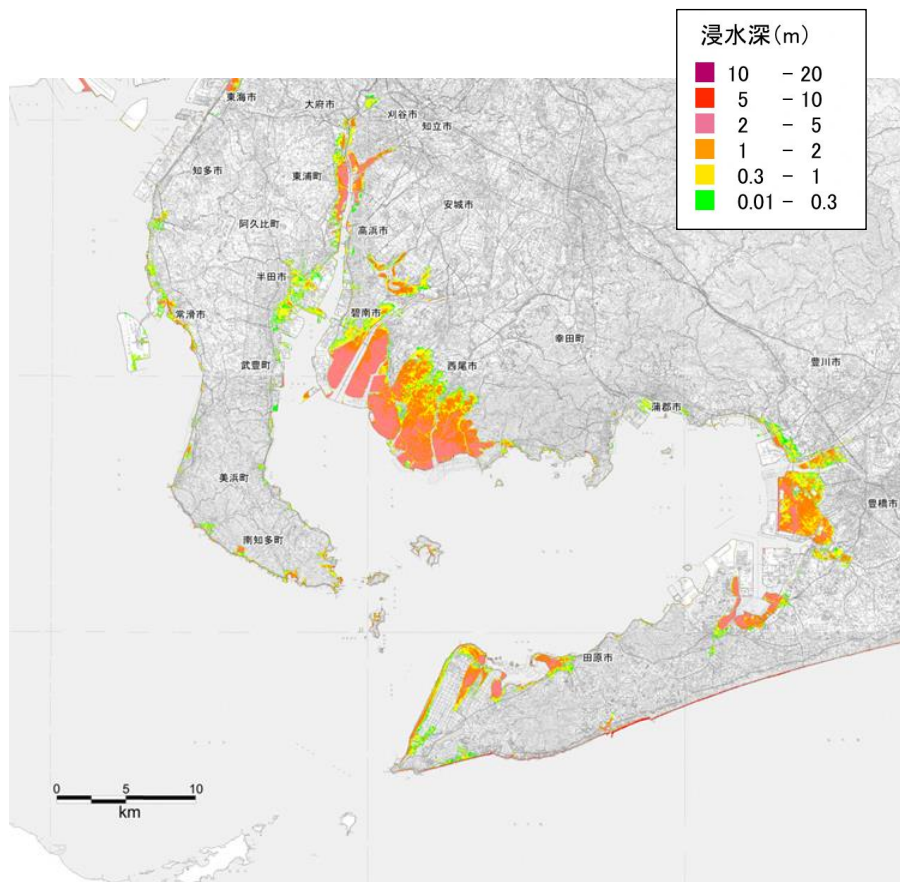 浸水深(m)
10 - 20
5 - 10
2 - 5
1 - 2
0.3 - 1
0.01 - 0.3
東海市
大府市
刈谷市
知立市
知多市
東浦町
安城市
阿久比町
高浜市
半田市
常滑市
碧南市
幸田町
武豊町
西尾市
豊川市
蒲郡市
美浜町
豊橋市
南知多町
田原市
0 5 10
km